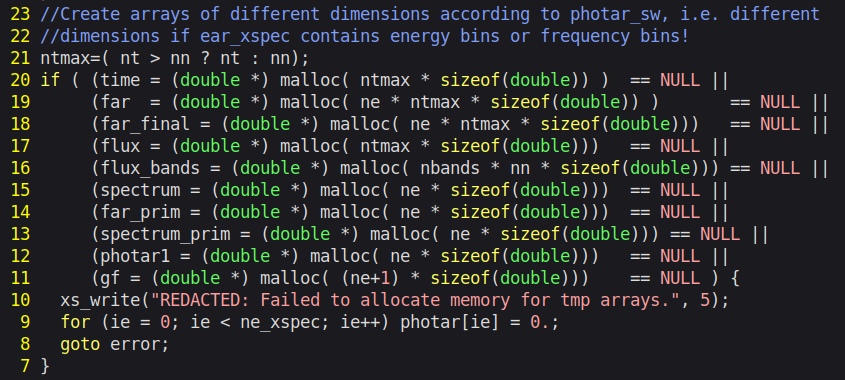 23 //Create arrays of different dimensions according to photar_sw, i.e. different
22 //dimensions if ear_xspec contains energy bins or frequency bins!
21 ntmax=( nt > nn ? nt : nn);
20 if ( (time = (double *) malloc( ntmax * sizeof(double)) )  == NULL ||
19      (far  = (double *) malloc( ne * ntmax * sizeof(double)) )       == NULL ||
18      (far_final = (double *) malloc( ne * ntmax * sizeof(double)))   == NULL ||
17      (flux = (double *) malloc( ntmax * sizeof(double)))   == NULL ||
16      (flux_bands = (double *) malloc( nbands * nn * sizeof(double))) == NULL ||
15      (spectrum = (double *) malloc( ne * sizeof(double)))  == NULL ||
14      (far_prim = (double *) malloc( ne * sizeof(double)))  == NULL ||
13      (spectrum_prim = (double *) malloc( ne * sizeof(double))) == NULL ||
12      (photar1 = (double *) malloc( ne * sizeof(double)))   == NULL ||
11      (gf = (double *) malloc( (ne+1) * sizeof(double)))    == NULL ) {
10   xs_write("REDACTED: Failed to allocate memory for tmp arrays.", 5);
 9   for (ie = 0; ie < ne_xspec; ie++) photar[ie] = 0.;
 8   goto error;
 7 }